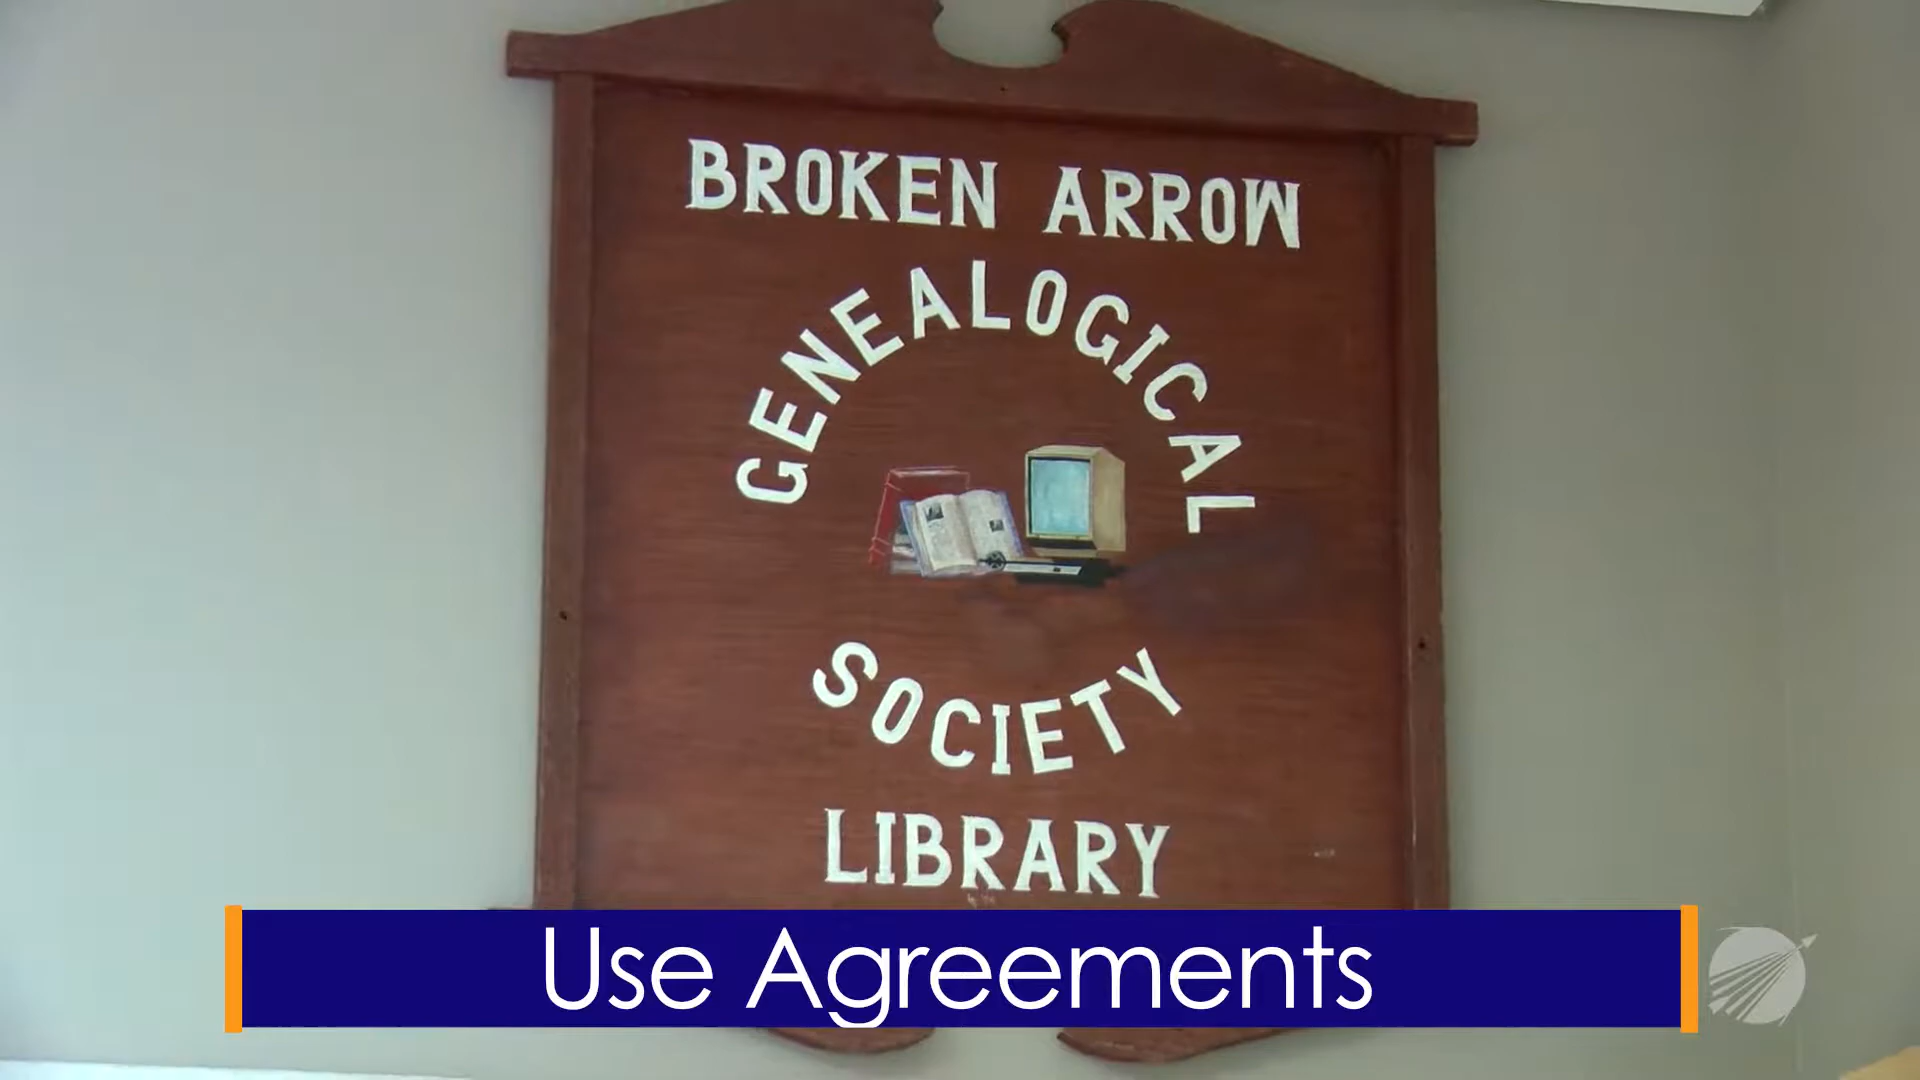 BROKEN ARROW
GENEALOGICAL
SOCIETY
LIBRARY
Use Agreements